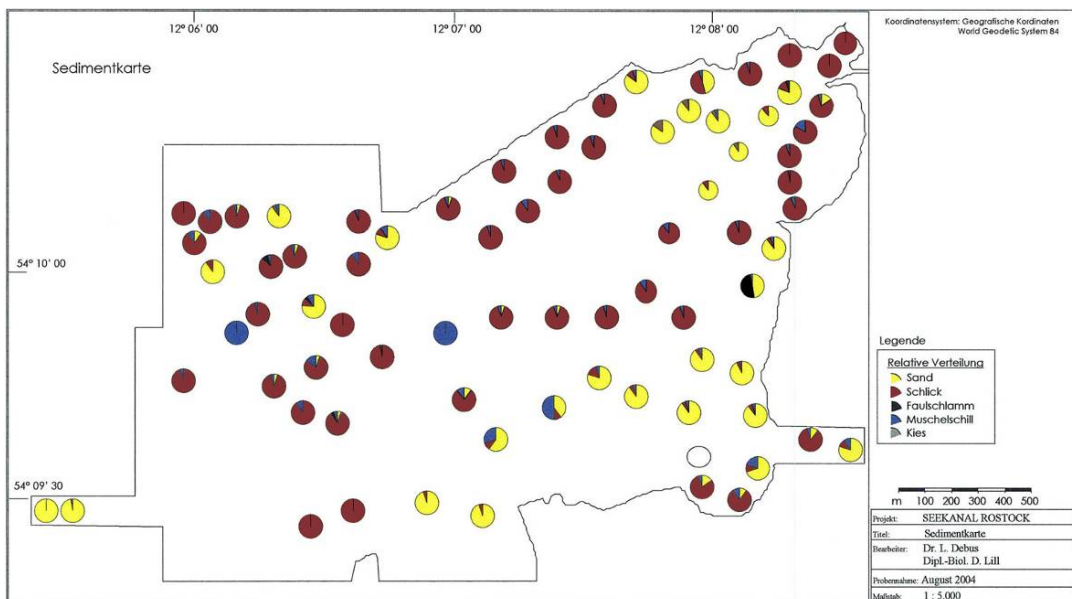 12° 06' 00"
12° 07' 00"
12° 08' 00"
Koordinatensystem: Geografische Kordinaten
World Geodetic System 84
Sedimentkarte
54° 10' 00
54° 09' 30
Legende
Relative Verteilung
Sand
Schlick
Faulschlamm
Muschelschill
Kies
m 100 200 300 400 500
Projekt: SEEKANAL ROSTOCK
Titel: Sedimentkarte
Bearbeiter: Dr. L. Debus
Dipl.-Biol. D. Lill
Probennahme: August 2004
Maßstab: 1 : 5.000